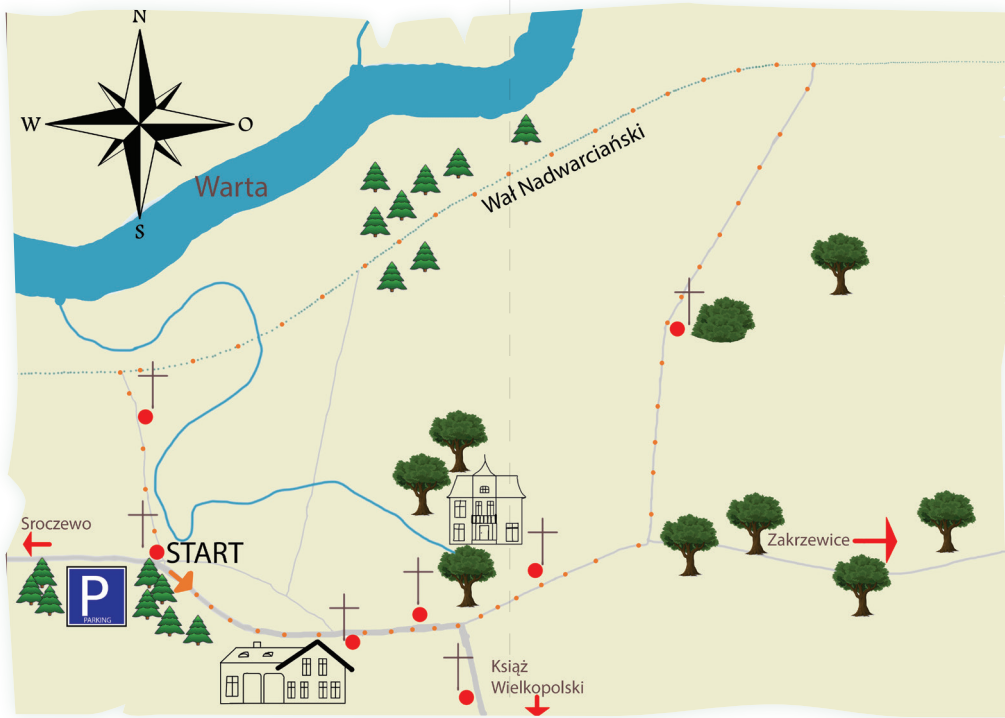 N
W
O
S
Warta
Wał Nadwarciański
Sroczewo
START
Zakrzewice
P
PARKING
Książ
Wielkopolski